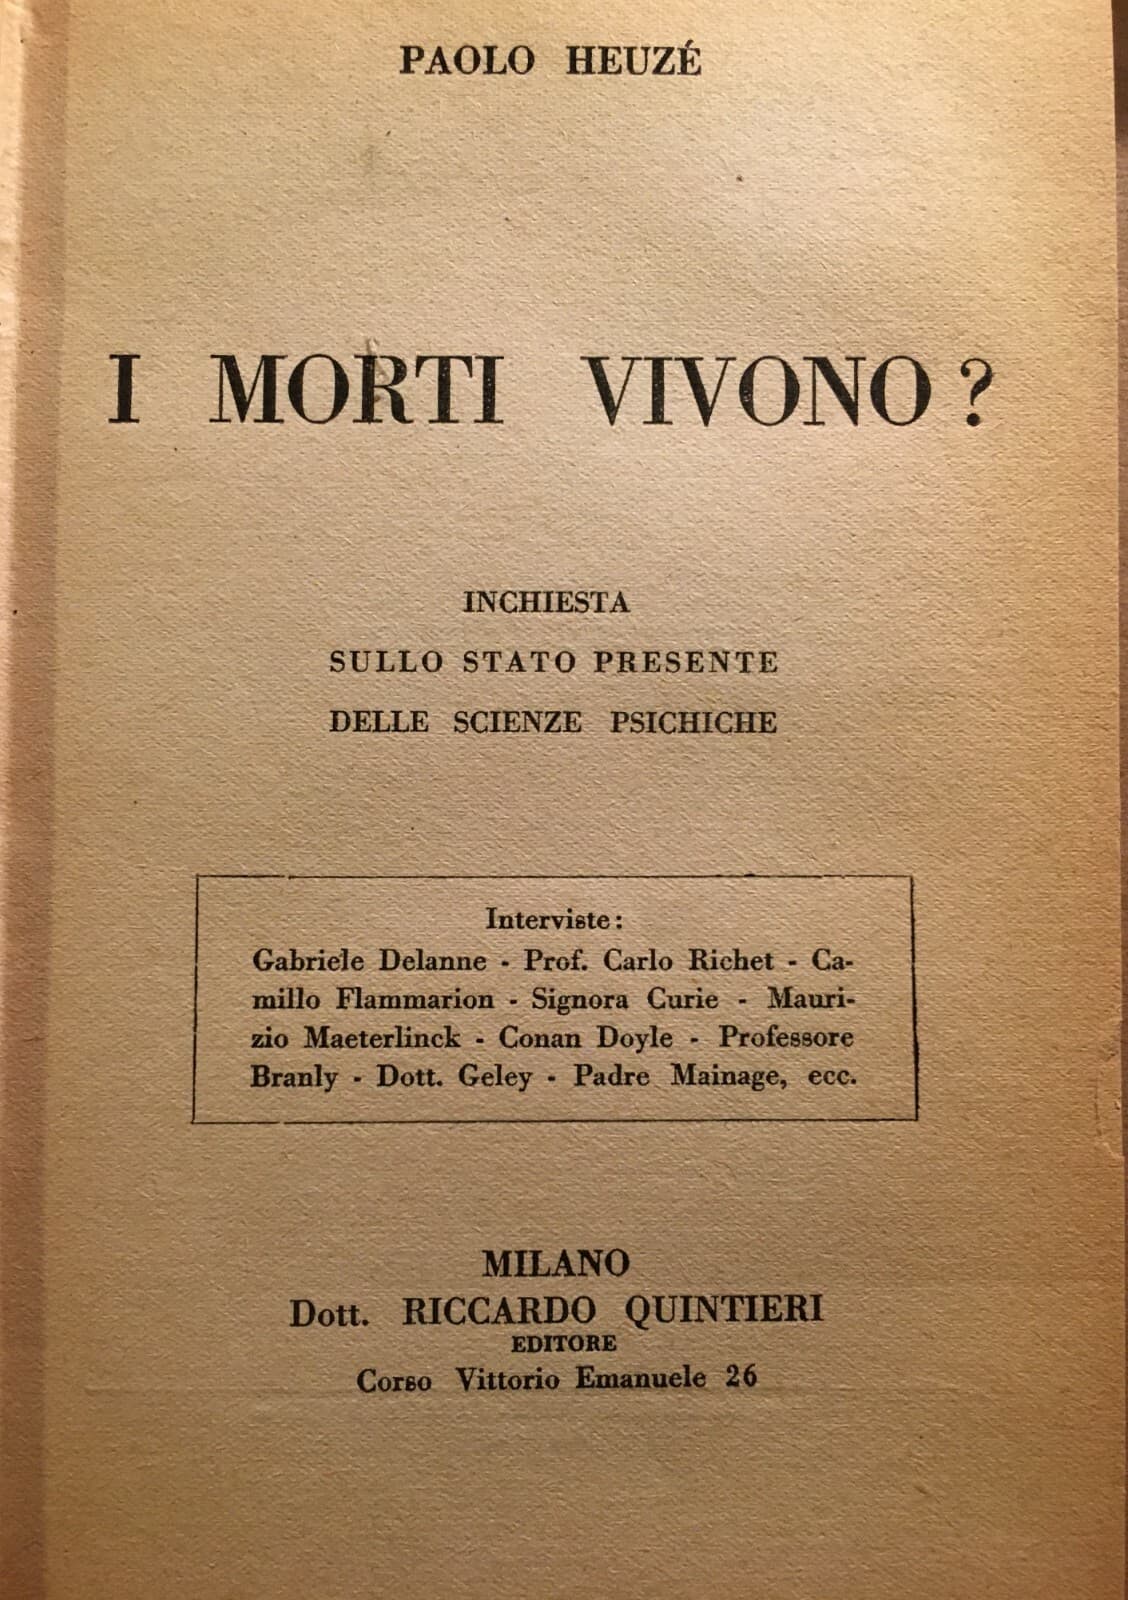 PAOLO HEUZÉ
I MORTI VIVONO?
INCHIESTA
SULLO STATO PRESENTE
DELLE SCIENZE PSICHICHE
Interviste:
Gabriele Delanne - Prof. Carlo Richet - Ca-
millo Flammarion - Signora Curie - Mauri-
zio Maeterlinck - Conan Doyle - Professore
Branly - Dott. Geley - Padre Mainage, ecc.
MILANO
Dott. RICCARDO QUINTIERI
EDITORE
Corso Vittorio Emanuele 26